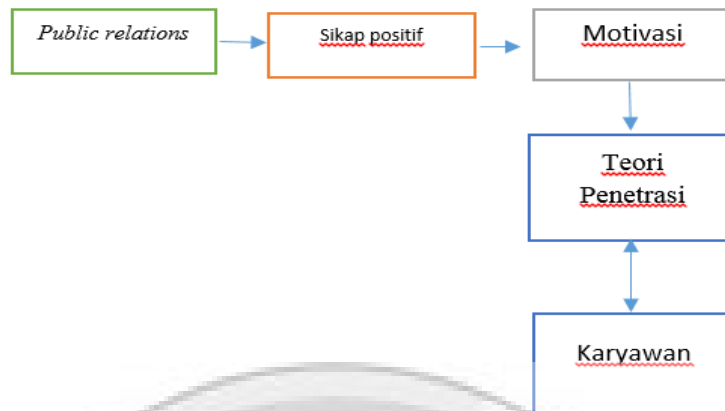 Public relations
Sikap positif
Motivasi
Teori
Penetrasi
Karyawan